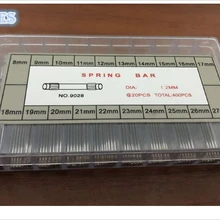 8mm 9mm 10mm 11mm 12mm 13mm 14mm 15mm 16mm 17mm
SPRING BAR
DIA: 1.2MM
NO.9028 @20PCS TOTAL:400PCS
18mm 19mm 20mm 21mm 22mm 23mm 24mm 25mm 26mm 27mm